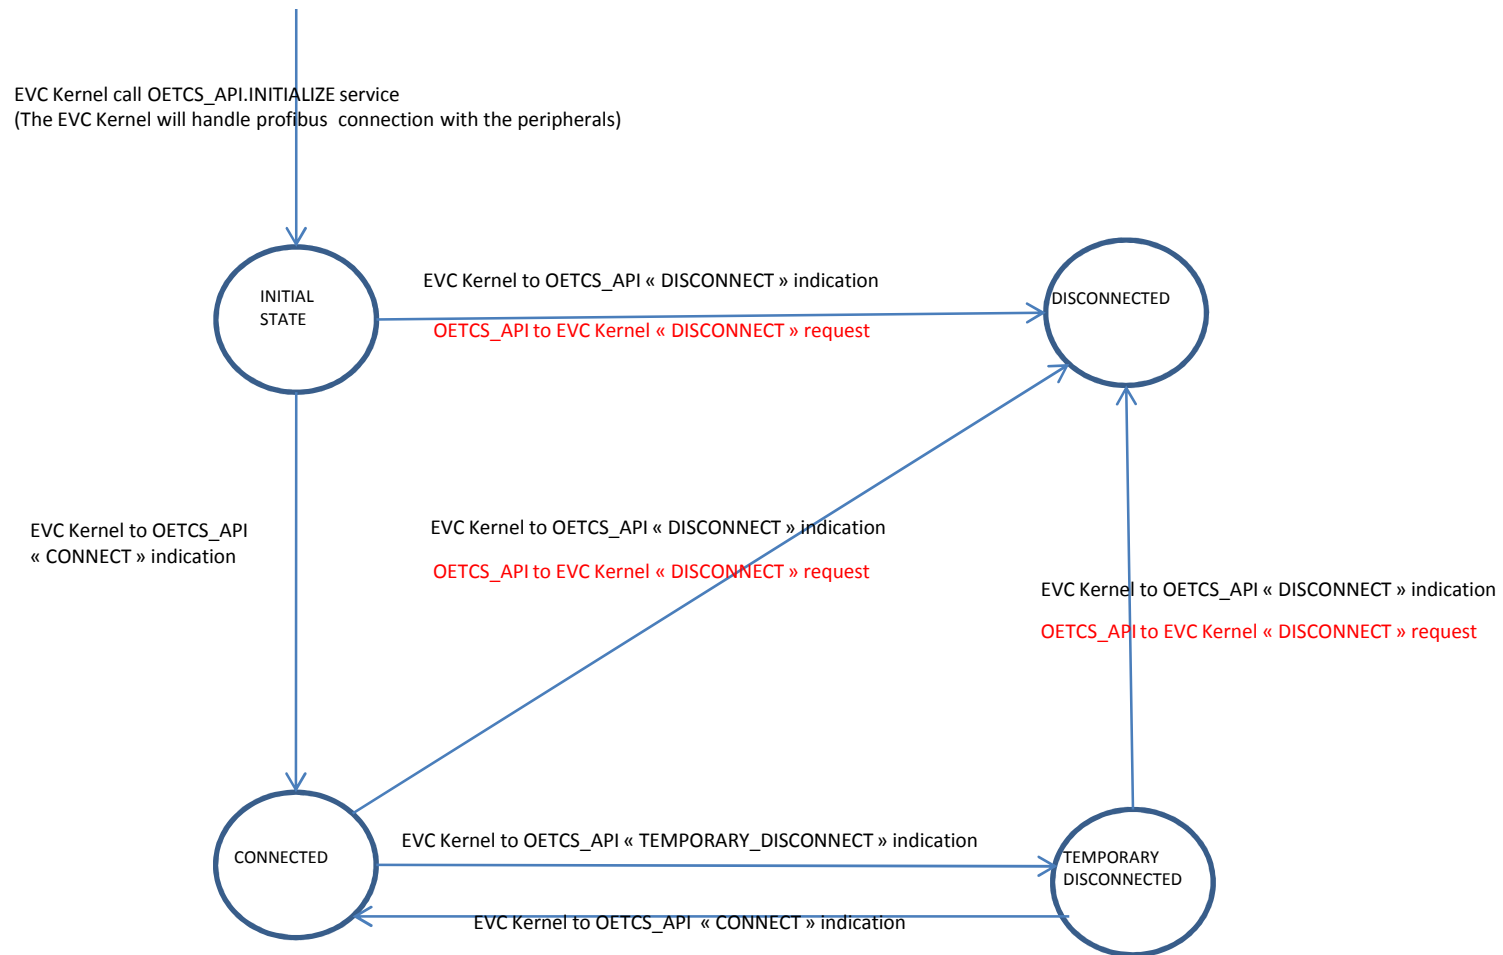 EVC Kernel call OETCS_API.INITIALIZE service
(The EVC Kernel will handle profibus connection with the peripherals)
EVC Kernel to OETCS_API « DISCONNECT » indication
INITIAL
STATE
DISCONNECTED
OETCS_API to EVC Kernel « DISCONNECT » request
EVC Kernel to OETCS_API
« CONNECT » indication
EVC Kernel to OETCS_API « DISCONNECT » indication
OETCS_API to EVC Kernel « DISCONNECT » request
EVC Kernel to OETCS_API « DISCONNECT » indication
OETCS_API to EVC Kernel « DISCONNECT » request
EVC Kernel to OETCS_API « TEMPORARY_DISCONNECT » indication
CONNECTED
TEMPORARY
DISCONNECTED
EVC Kernel to OETCS_API « CONNECT » indication